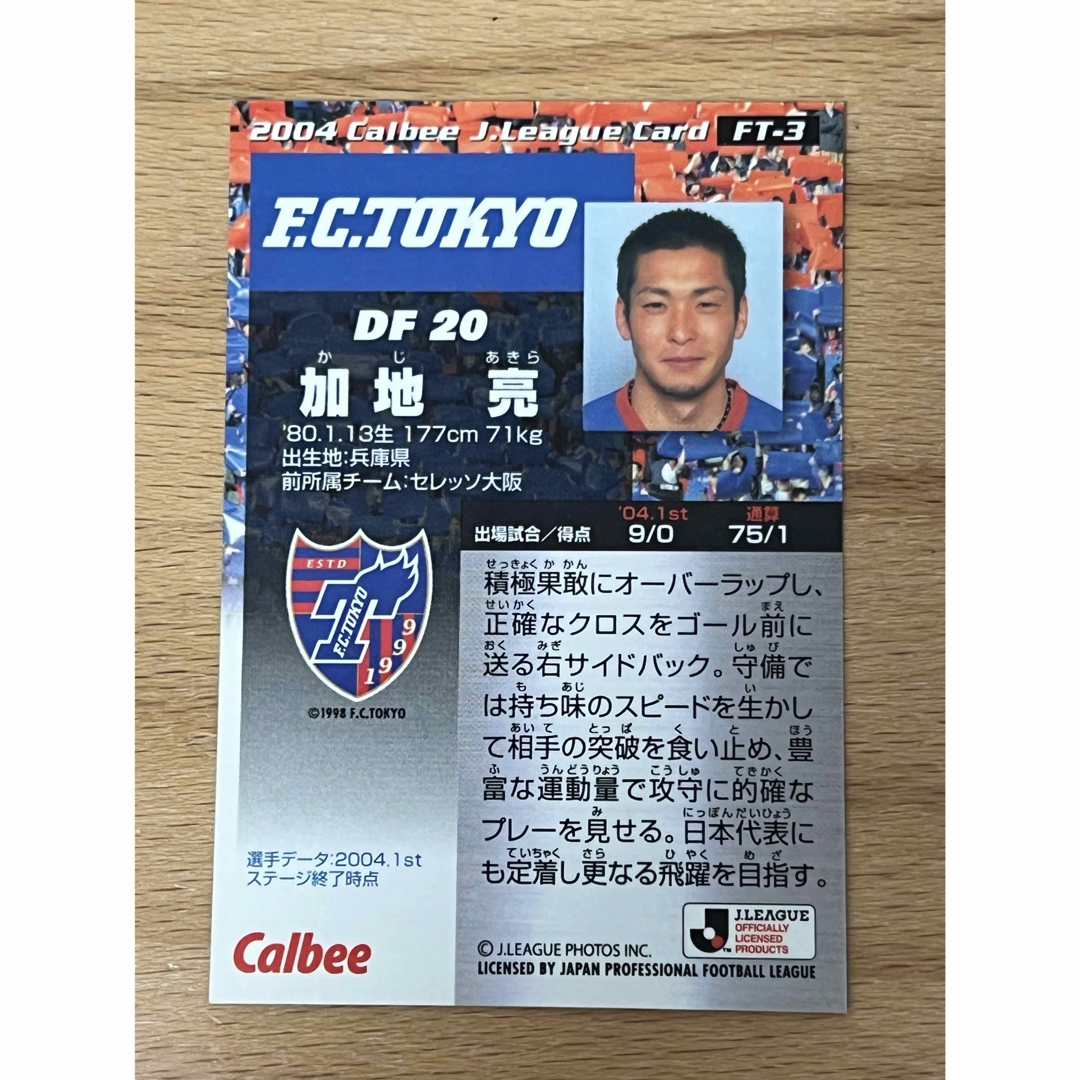 2004 Calbee J.League Card FT-3
F.C.TOKYO
DF 20
か じ あきら
加地 亮
'80.1.13生 177cm 71kg
出生地:兵庫県
前所属チーム:セレッソ大阪
'04.1st 通算
出場試合/得点 9/0 75/1
ESTD
F.C.TOKYO
1999
©1998 F.C.TOKYO
せっきょく か かん
積極果敢にオーバーラップし、
せいかく まえ
正確なクロスをゴール前に
おく みぎ しゅ び
送る右サイドバック。守備で
も あじ い
は持ち味のスピードを生かし
あい て とっ ぱ く と ほう
て相手の突破を食い止め、豊
ふ うんどうりょう こうしゅ てきかく
富な運動量で攻守に的確な
み にっぽんだいひょう
プレーを見せる。日本代表に
ていちゃく さら ひ やく め ざ
も定着し更なる飛躍を目指す。
選手データ:2004.1st
ステージ終了時点
Calbee
© J.LEAGUE PHOTOS INC.
LICENSED BY JAPAN PROFESSIONAL FOOTBALL LEAGUE
J.LEAGUE
OFFICIALLY
LICENSED
PRODUCTS
TM